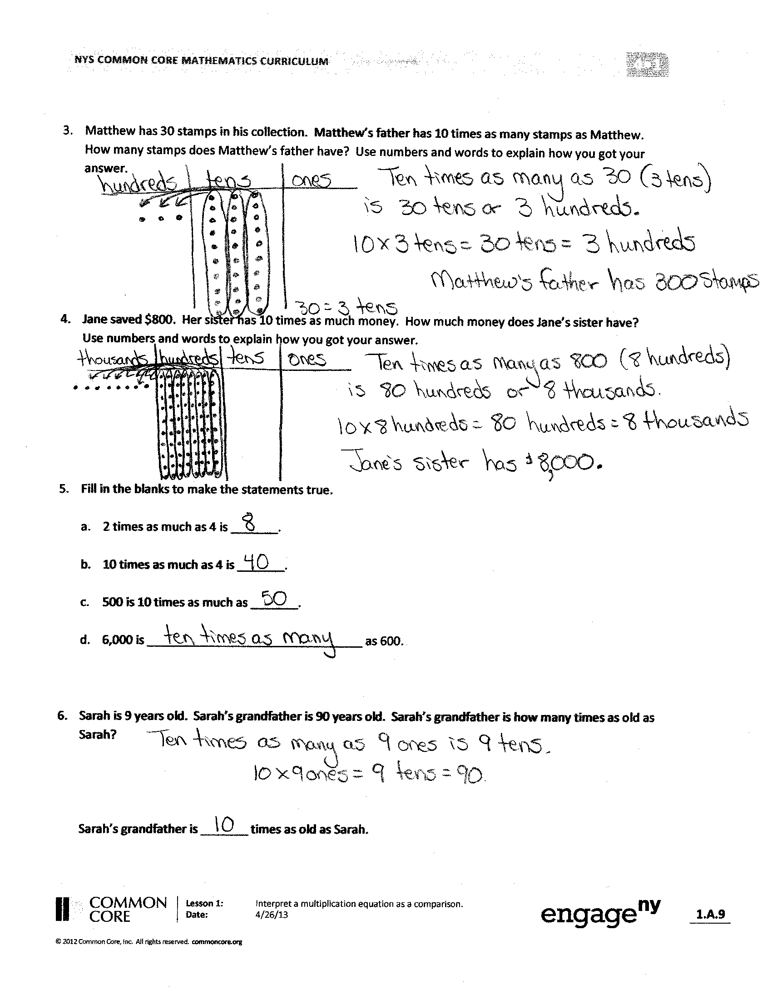 NYS COMMON CORE MATHEMATICS CURRICULUM
3. Matthew has 30 stamps in his collection. Matthew's father has 10 times as many stamps as Matthew.
How many stamps does Matthew's father have? Use numbers and words to explain how you got your
answer.
hundreds tens ones
Ten times as many as 30 (3 tens)
is 30 tens or 3 hundreds.
10 x 3 tens = 30 tens = 3 hundreds
Matthew's father has 300 Stamps
30 = 3 tens
4. Jane saved $800. Her sister has 10 times as much money. How much money does Jane's sister have?
Use numbers and words to explain how you got your answer.
thousands hundreds tens ones
Ten times as many as 800 (8 hundreds)
is 80 hundreds or 8 thousands.
10 x 8 hundreds = 80 hundreds = 8 thousands
Jane's sister has $8,000.
5. Fill in the blanks to make the statements true.
a. 2 times as much as 4 is 8.
b. 10 times as much as 4 is 40.
c. 500 is 10 times as much as 50.
d. 6,000 is ten times as many as 600.
6. Sarah is 9 years old. Sarah's grandfather is 90 years old. Sarah's grandfather is how many times as old as
Sarah?
Ten times as many as 9 ones is 9 tens.
10 x 9 ones = 9 tens = 90.
Sarah's grandfather is 10 times as old as Sarah.
COMMON CORE
Lesson 1: Interpret a multiplication equation as a comparison.
Date: 4/26/13
engageny
1.A.9
© 2012 Common Core, Inc. All rights reserved. commoncore.org